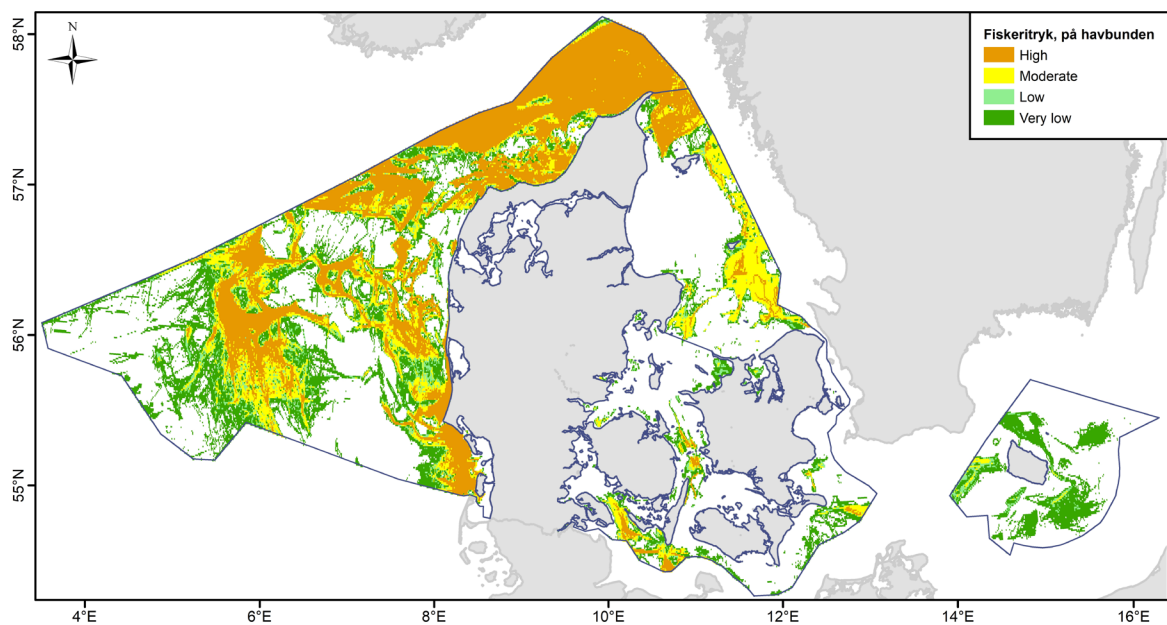 N
Fiskeritryk, på havbunden
High
Moderate
Low
Very low
58°N
57°N
56°N
55°N
4°E
6°E
8°E
10°E
12°E
14°E
16°E